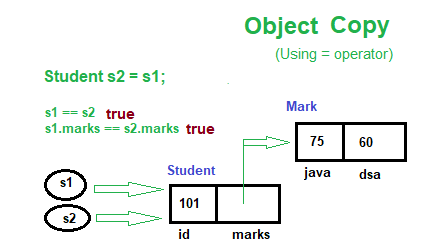 Object Copy
(Using = operator)
Student s2 = s1;
s1 == s2 true
s1.marks == s2.marks true
Mark
75 60
java dsa
Student
s1
s2
101
id marks